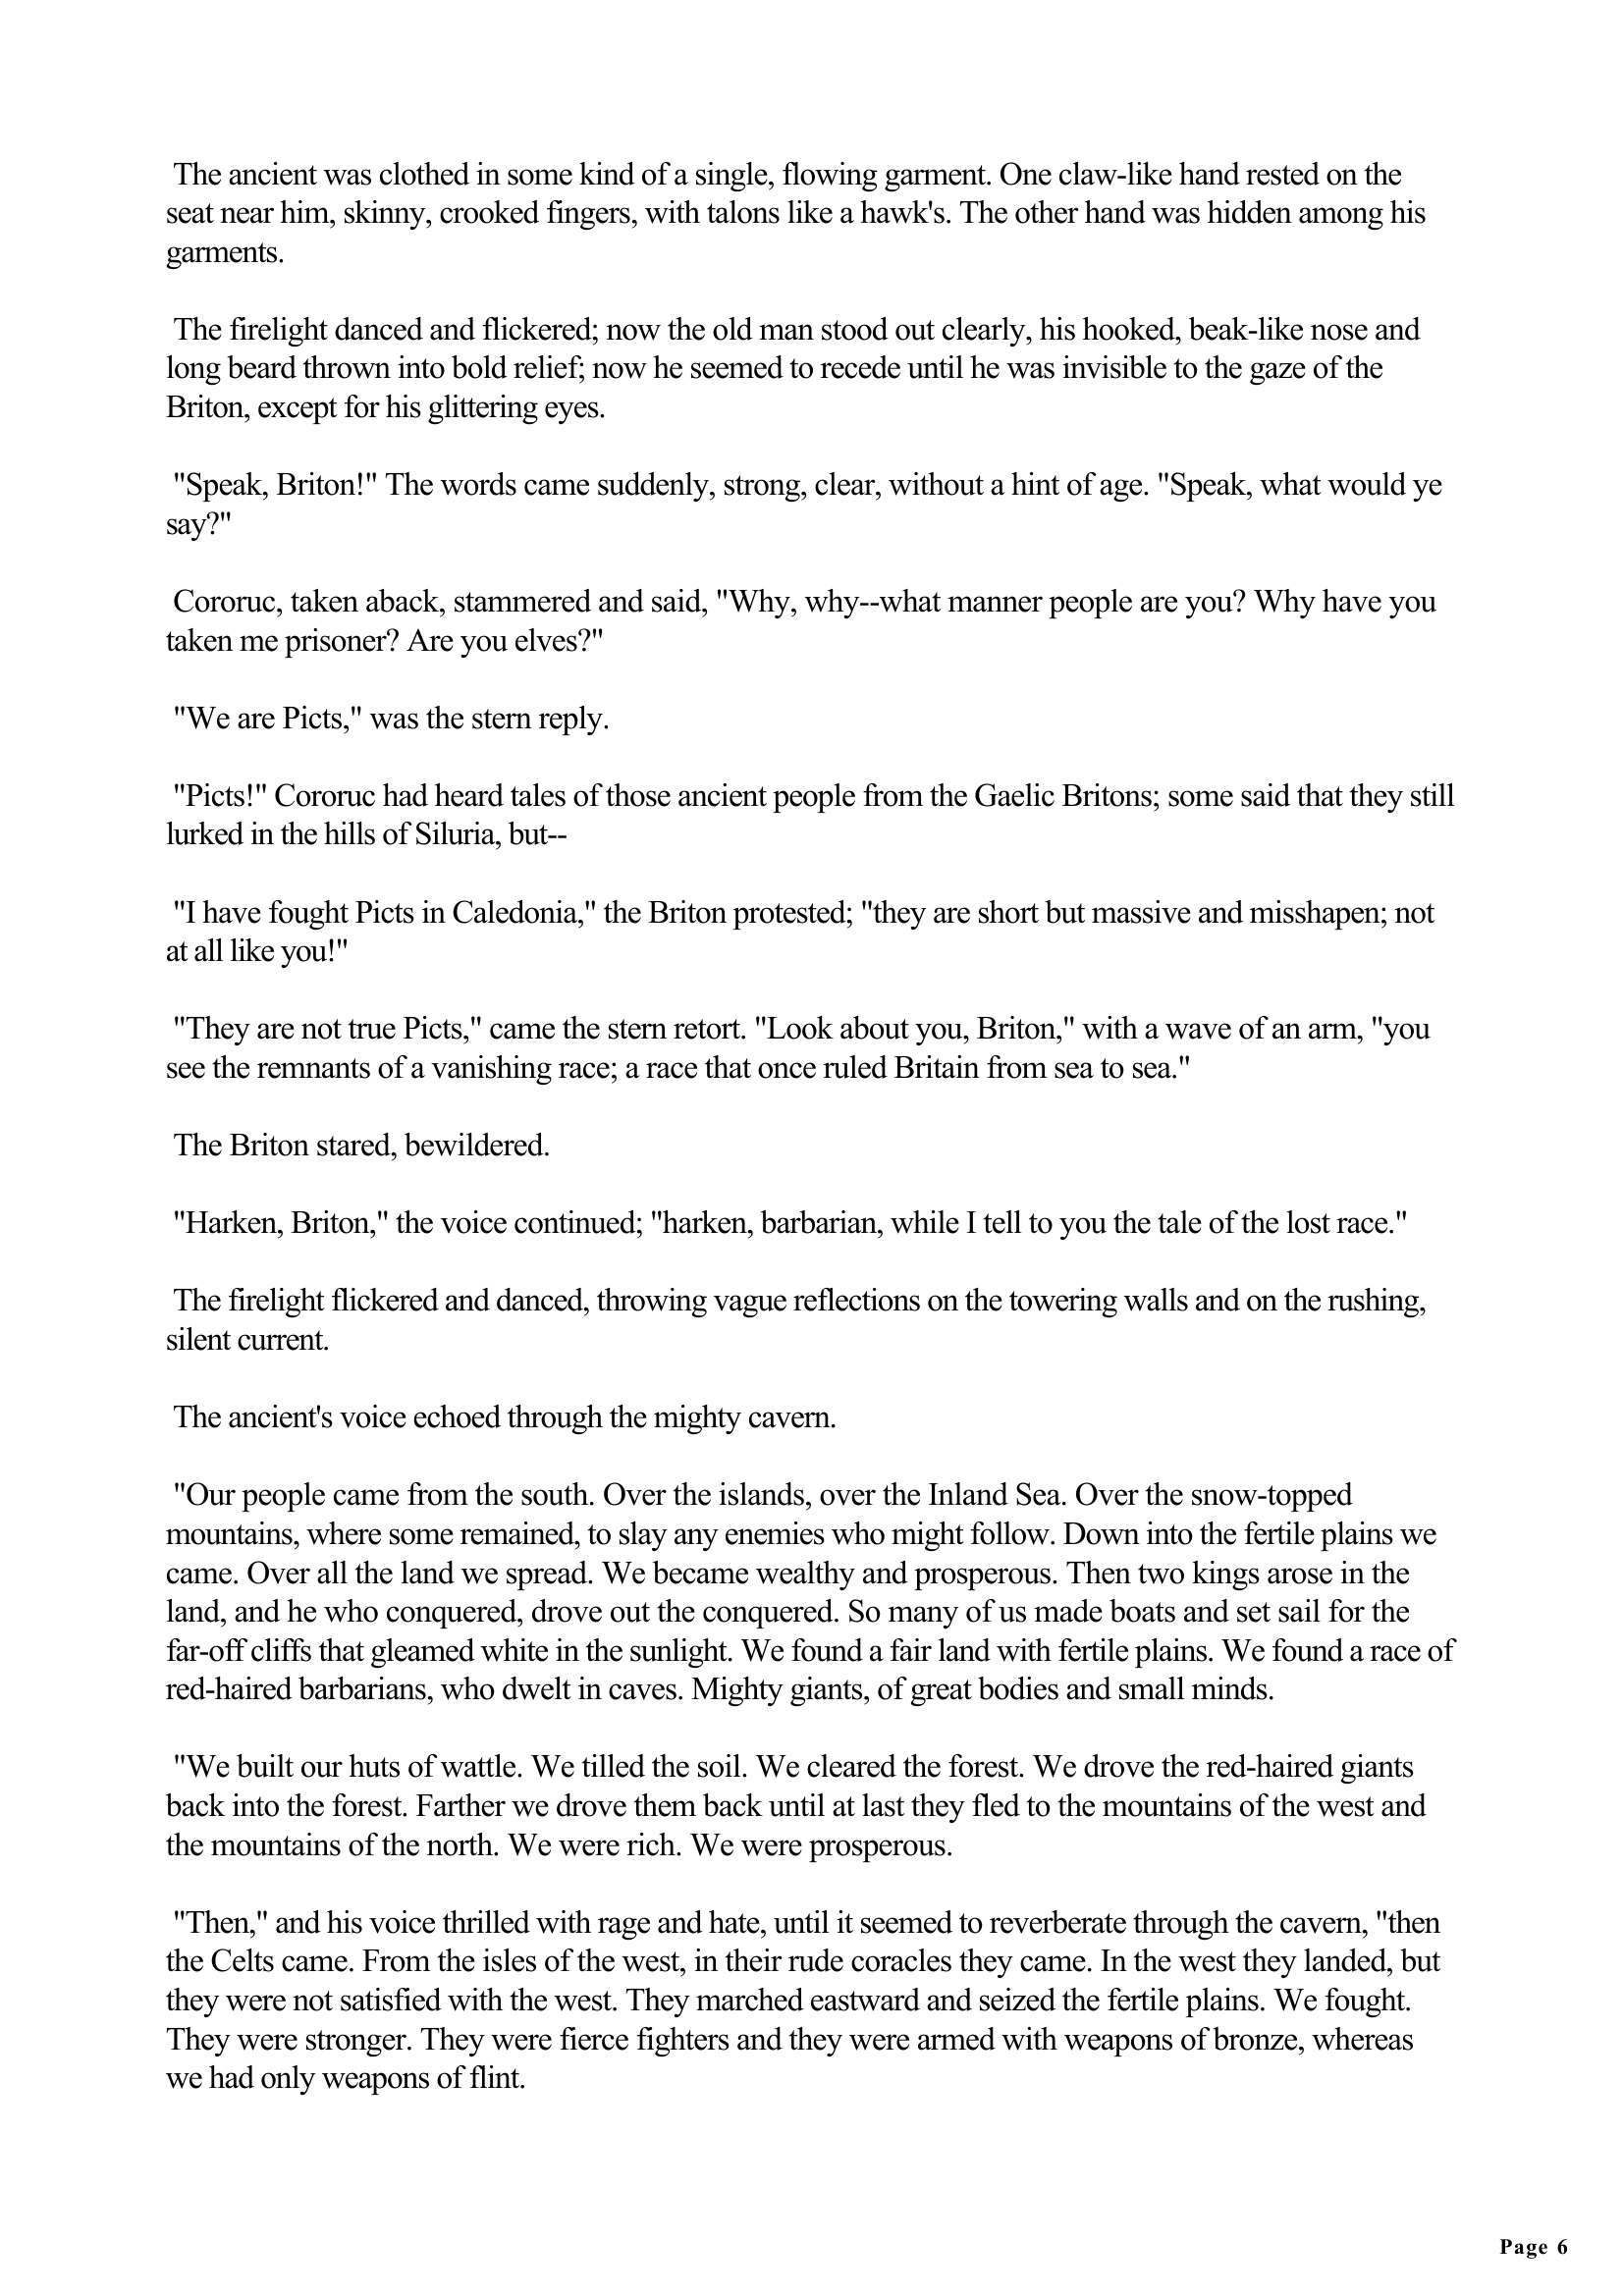 The ancient was clothed in some kind of a single, flowing garment. One claw-like hand rested on the
seat near him, skinny, crooked fingers, with talons like a hawk's. The other hand was hidden among his
garments.
The firelight danced and flickered; now the old man stood out clearly, his hooked, beak-like nose and
long beard thrown into bold relief; now he seemed to recede until he was invisible to the gaze of the
Briton, except for his glittering eyes.
"Speak, Briton!" The words came suddenly, strong, clear, without a hint of age. "Speak, what would ye
say?"
Cororuc, taken aback, stammered and said, "Why, why--what manner people are you? Why have you
taken me prisoner? Are you elves?"
"We are Picts," was the stern reply.
"Picts!" Cororuc had heard tales of those ancient people from the Gaelic Britons; some said that they still
lurked in the hills of Siluria, but--
"I have fought Picts in Caledonia," the Briton protested; "they are short but massive and misshapen; not
at all like you!"
"They are not true Picts," came the stern retort. "Look about you, Briton," with a wave of an arm, "you
see the remnants of a vanishing race; a race that once ruled Britain from sea to sea."
The Briton stared, bewildered.
"Harken, Briton," the voice continued; "harken, barbarian, while I tell to you the tale of the lost race."
The firelight flickered and danced, throwing vague reflections on the towering walls and on the rushing,
silent current.
The ancient's voice echoed through the mighty cavern.
"Our people came from the south. Over the islands, over the Inland Sea. Over the snow-topped
mountains, where some remained, to slay any enemies who might follow. Down into the fertile plains we
came. Over all the land we spread. We became wealthy and prosperous. Then two kings arose in the
land, and he who conquered, drove out the conquered. So many of us made boats and set sail for the
far-off cliffs that gleamed white in the sunlight. We found a fair land with fertile plains. We found a race of
red-haired barbarians, who dwelt in caves. Mighty giants, of great bodies and small minds.
"We built our huts of wattle. We tilled the soil. We cleared the forest. We drove the red-haired giants
back into the forest. Farther we drove them back until at last they fled to the mountains of the west and
the mountains of the north. We were rich. We were prosperous.
"Then," and his voice thrilled with rage and hate, until it seemed to reverberate through the cavern, "then
the Celts came. From the isles of the west, in their rude coracles they came. In the west they landed, but
they were not satisfied with the west. They marched eastward and seized the fertile plains. We fought.
They were stronger. They were fierce fighters and they were armed with weapons of bronze, whereas
we had only weapons of flint.
Page 6